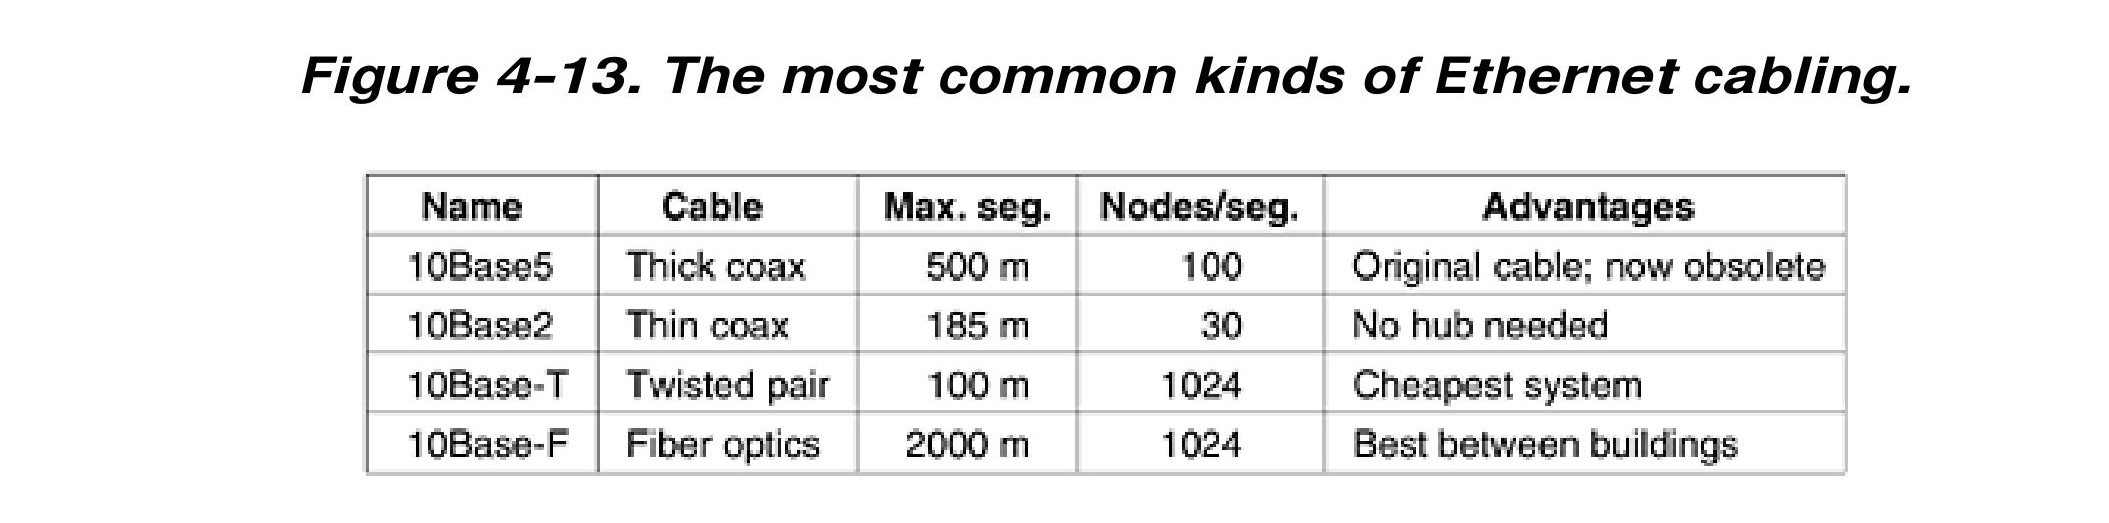 Figure 4-13. The most common kinds of Ethernet cabling.
Name Cable Max. seg. Nodes/seg. Advantages
10Base5 Thick coax 500 m 100 Original cable; now obsolete
10Base2 Thin coax 185 m 30 No hub needed
10Base-T Twisted pair 100 m 1024 Cheapest system
10Base-F Fiber optics 2000 m 1024 Best between buildings